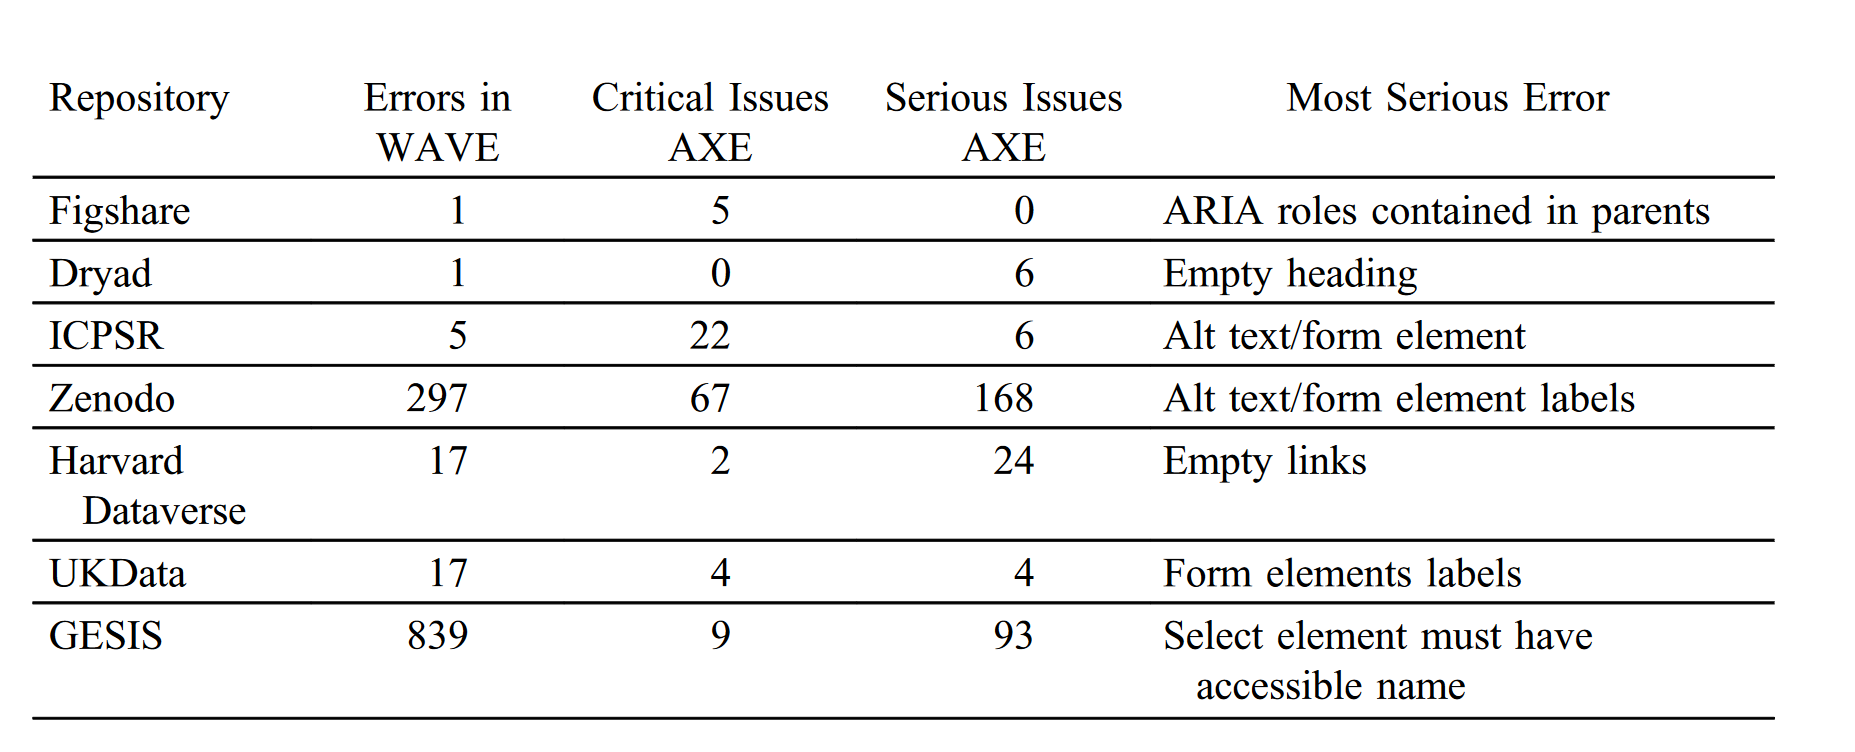 Repository Errors in Critical Issues Serious Issues Most Serious Error
WAVE AXE AXE
Figshare 1 5 0 ARIA roles contained in parents
Dryad 1 0 6 Empty heading
ICPSR 5 22 6 Alt text/form element
Zenodo 297 67 168 Alt text/form element labels
Harvard 17 2 24 Empty links
Dataverse
UKData 17 4 4 Form elements labels
GESIS 839 9 93 Select element must have
accessible name